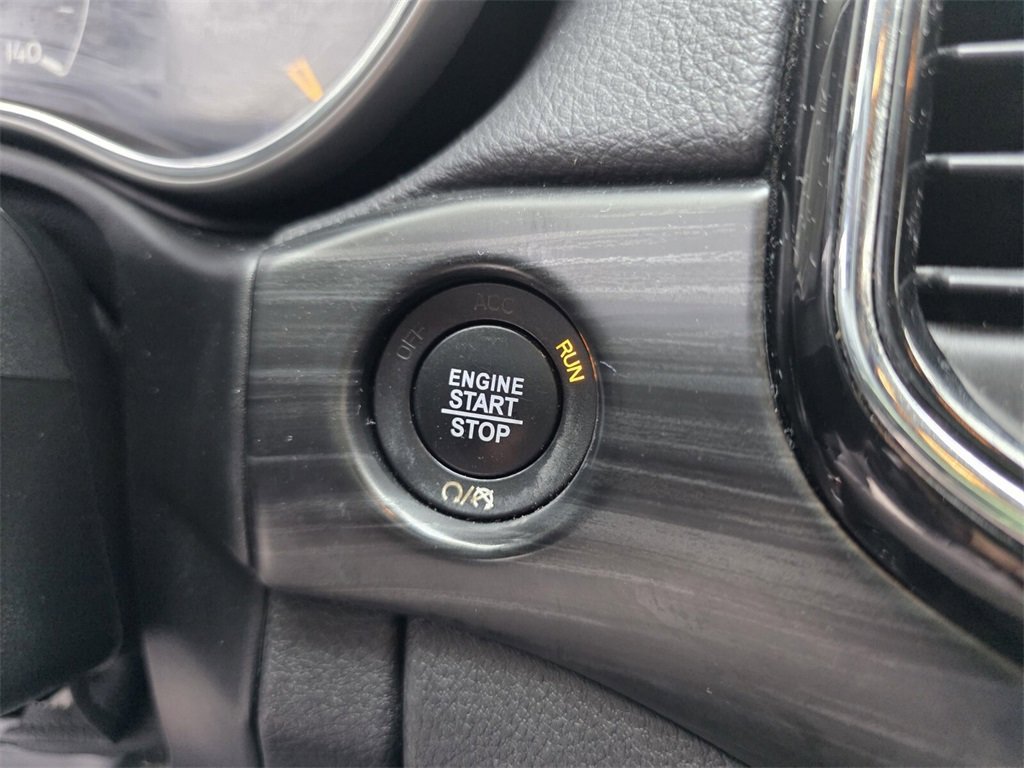 140
ACC
OFF
RUN
ENGINE
START
STOP